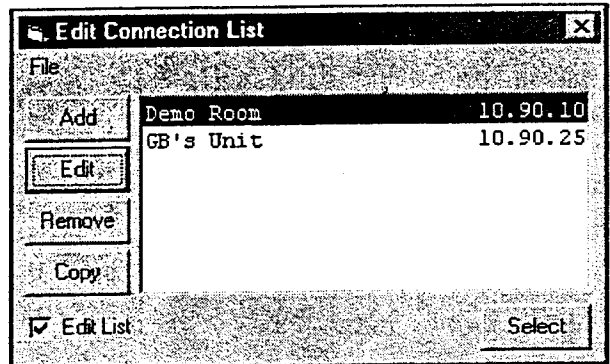 Edit Connection List
File
Add
Demo Room 10.90.10
GB's Unit 10.90.25
Edit
Remove
Copy
Edit List
Select